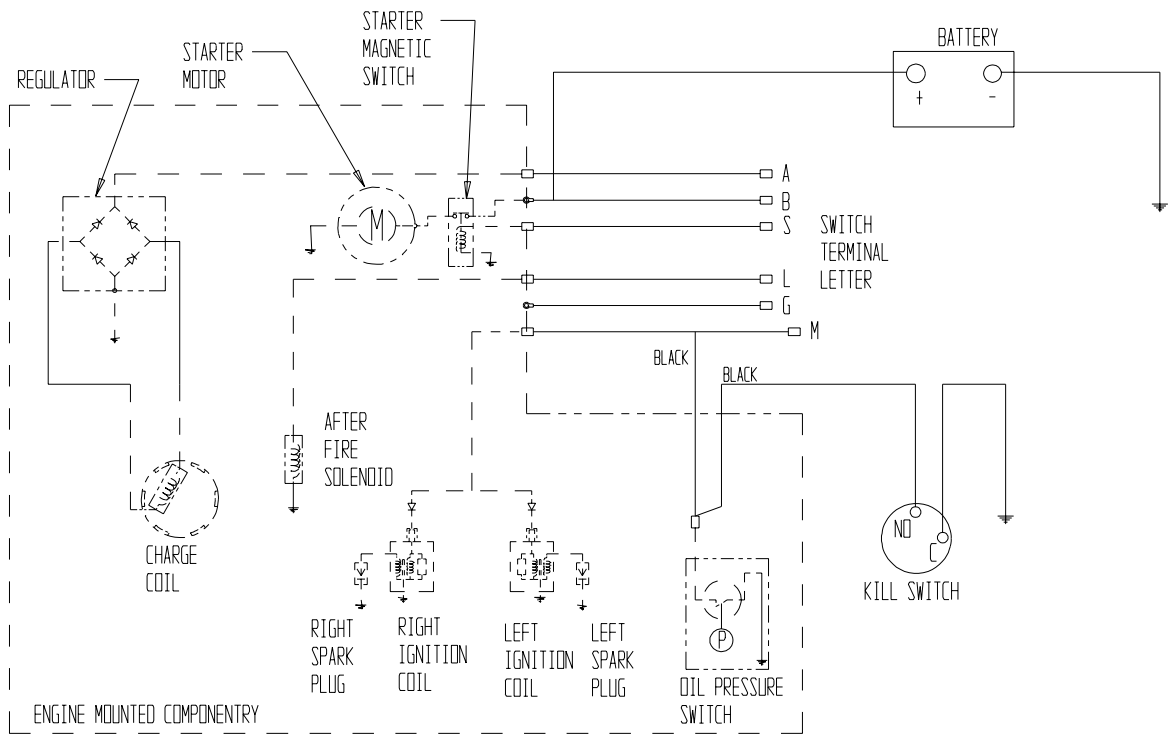 STARTER
MAGNETIC
SWITCH
BATTERY
STARTER
MOTOR
REGULATOR
+
-
A
B
M
S
SWITCH
TERMINAL
LETTER
L
G
M
BLACK
BLACK
AFTER
FIRE
SOLENOID
NO
C
CHARGE
COIL
KILL SWITCH
RIGHT
SPARK
PLUG
RIGHT
IGNITION
COIL
LEFT
IGNITION
COIL
LEFT
SPARK
PLUG
P
OIL PRESSURE
SWITCH
ENGINE MOUNTED COMPONENTRY